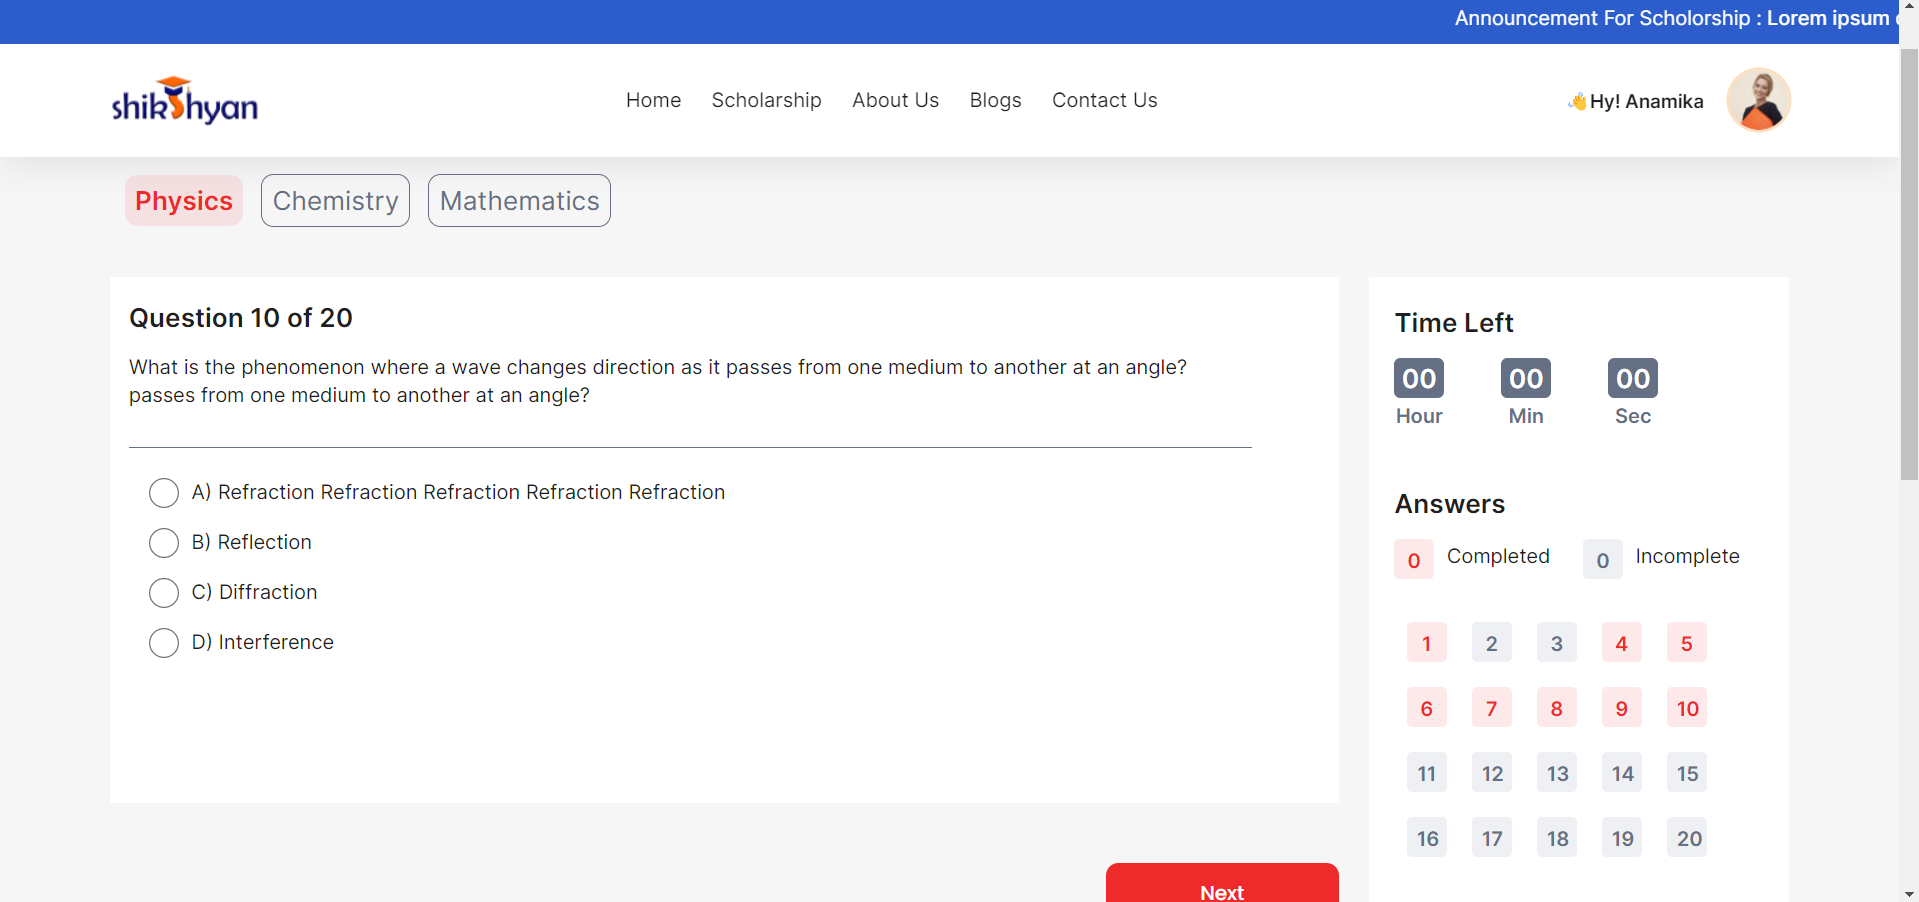 Announcement For Scholorship : Lorem ipsum
shikshyan
Home Scholarship About Us Blogs Contact Us
👋Hy! Anamika
Physics Chemistry Mathematics
Question 10 of 20
What is the phenomenon where a wave changes direction as it passes from one medium to another at an angle?
passes from one medium to another at an angle?
A) Refraction Refraction Refraction Refraction Refraction
B) Reflection
C) Diffraction
D) Interference
Next
Time Left
00 00 00
Hour Min Sec
Answers
0 Completed 0 Incomplete
1 2 3 4 5
6 7 8 9 10
11 12 13 14 15
16 17 18 19 20